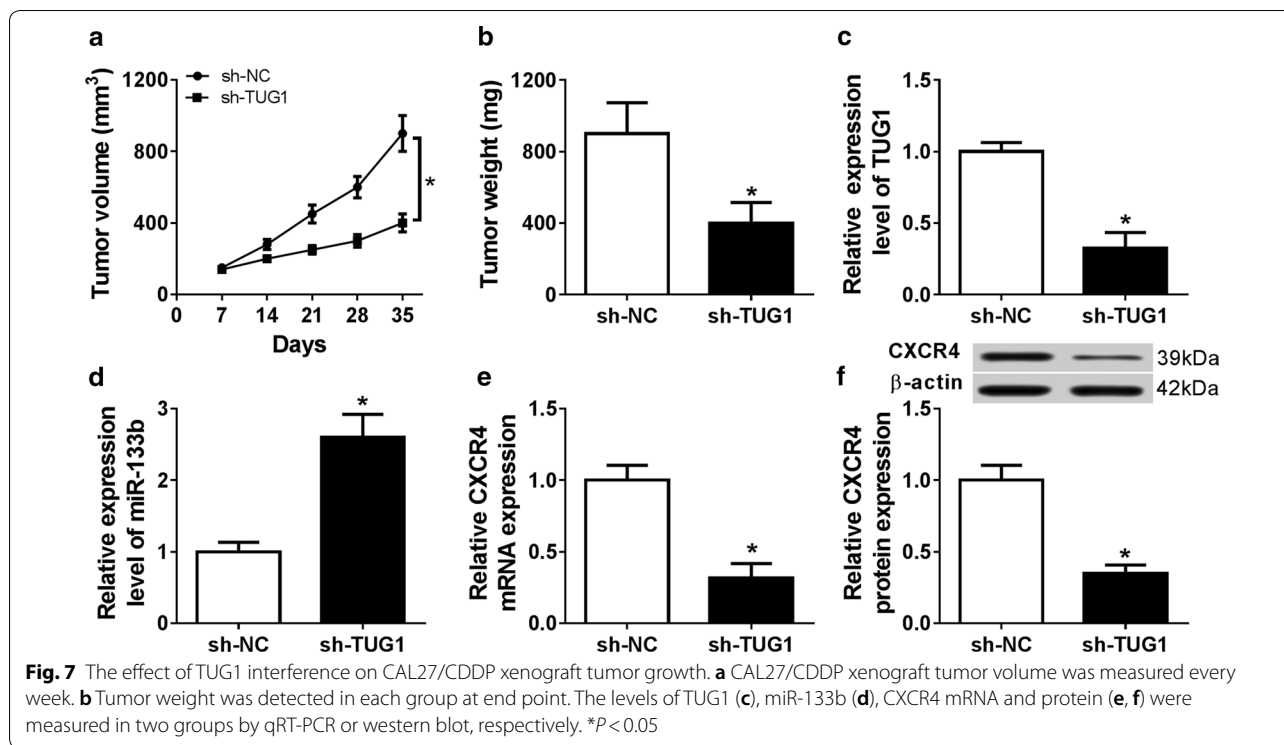 a
Tumor volume (mm³)
1200
800
400
0
sh-NC
sh-TUG1
*
0 7 14 21 28 35
Days
b
Tumor weight (mg)
1200
800
400
0
*
sh-NC sh-TUG1
c
Relative expression
level of TUG1
1.5
1.0
0.5
0.0
*
sh-NC sh-TUG1
d
Relative expression
level of miR-133b
3
2
1
0
*
sh-NC sh-TUG1
e
Relative CXCR4
mRNA expression
1.5
1.0
0.5
0.0
*
sh-NC sh-TUG1
f
CXCR4 39kDa
β-actin 42kDa
Relative CXCR4
protein expression
1.5
1.0
0.5
0.0
*
sh-NC sh-TUG1
Fig. 7 The effect of TUG1 interference on CAL27/CDDP xenograft tumor growth. a CAL27/CDDP xenograft tumor volume was measured every
week. b Tumor weight was detected in each group at end point. The levels of TUG1 (c), miR-133b (d), CXCR4 mRNA and protein (e, f) were
measured in two groups by qRT-PCR or western blot, respectively. *P < 0.05